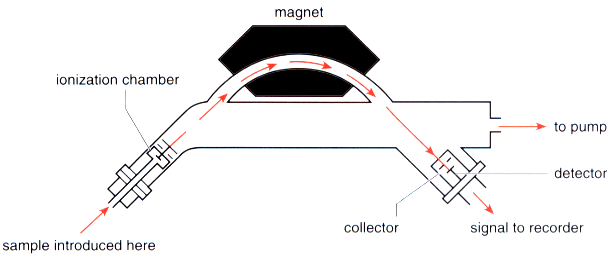 magnet
ionization chamber
to pump
detector
collector
signal to recorder
sample introduced here